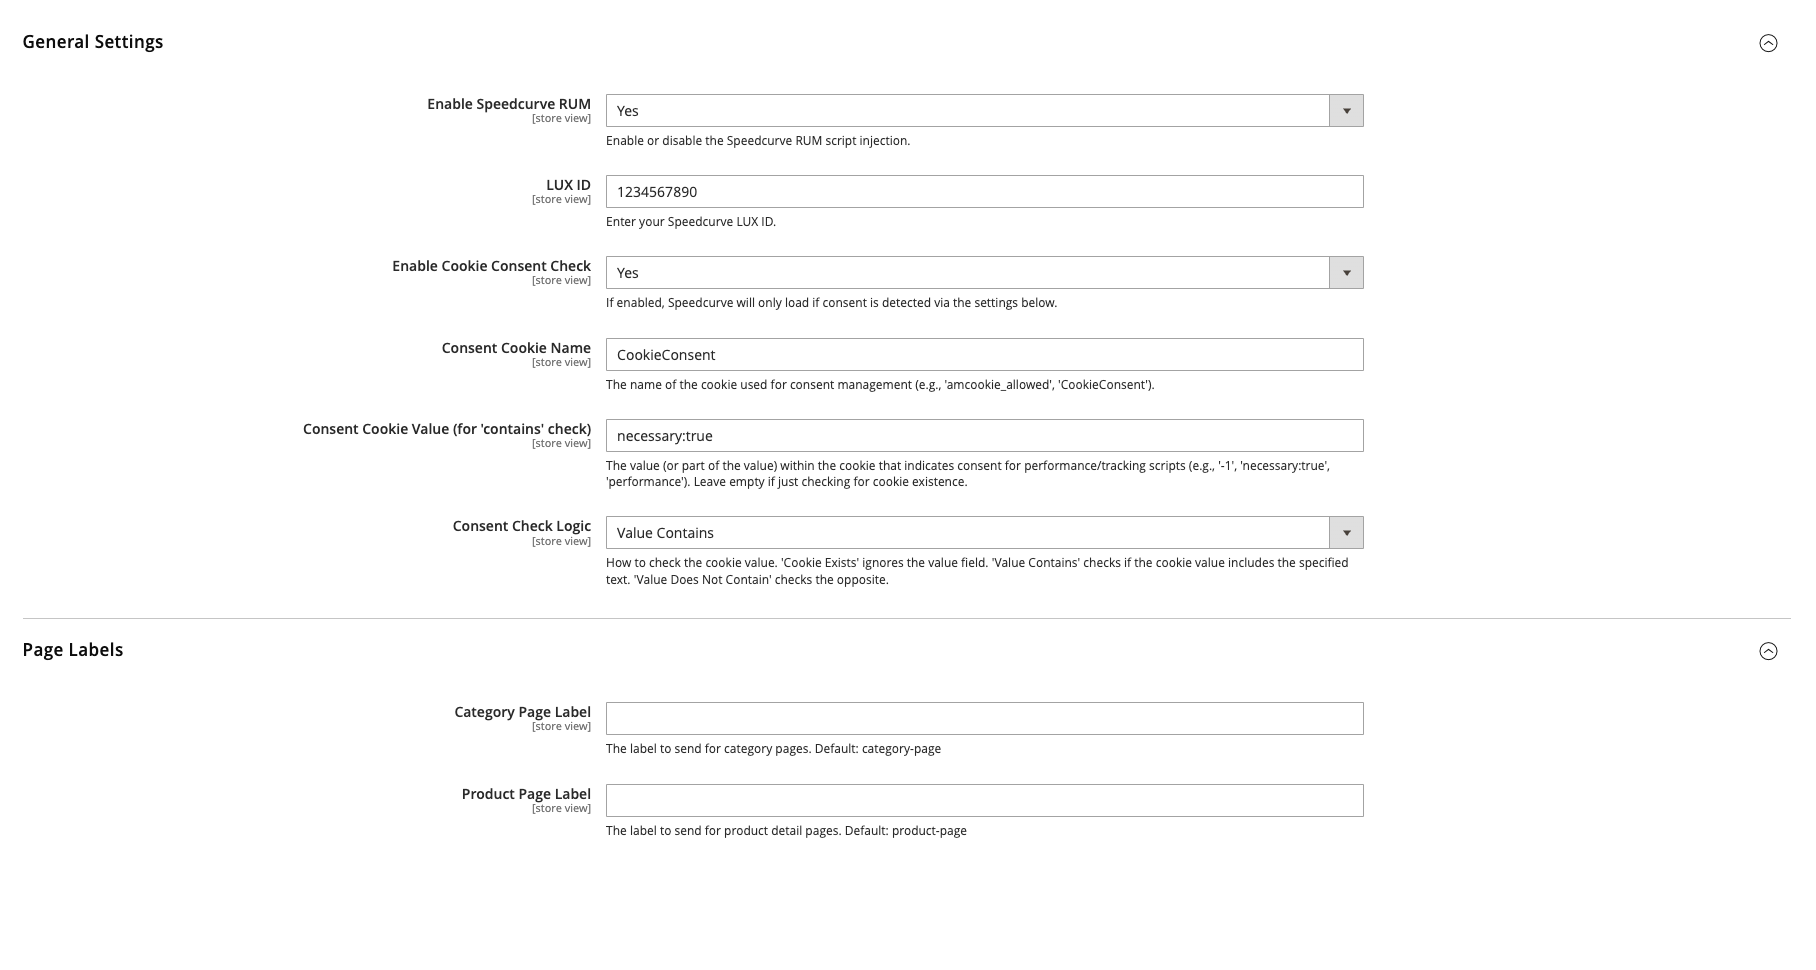 General Settings
Enable Speedcurve RUM
[store view]
Yes
Enable or disable the Speedcurve RUM script injection.
LUX ID
[store view]
1234567890
Enter your Speedcurve LUX ID.
Enable Cookie Consent Check
[store view]
Yes
If enabled, Speedcurve will only load if consent is detected via the settings below.
Consent Cookie Name
[store view]
CookieConsent
The name of the cookie used for consent management (e.g., 'amcookie_allowed', 'CookieConsent').
Consent Cookie Value (for 'contains' check)
[store view]
necessary:true
The value (or part of the value) within the cookie that indicates consent for performance/tracking scripts (e.g., '-1', 'necessary:true',
'performance'). Leave empty if just checking for cookie existence.
Consent Check Logic
[store view]
Value Contains
How to check the cookie value. 'Cookie Exists' ignores the value field. 'Value Contains' checks if the cookie value includes the specified
text. 'Value Does Not Contain' checks the opposite.
Page Labels
Category Page Label
[store view]
The label to send for category pages. Default: category-page
Product Page Label
[store view]
The label to send for product detail pages. Default: product-page